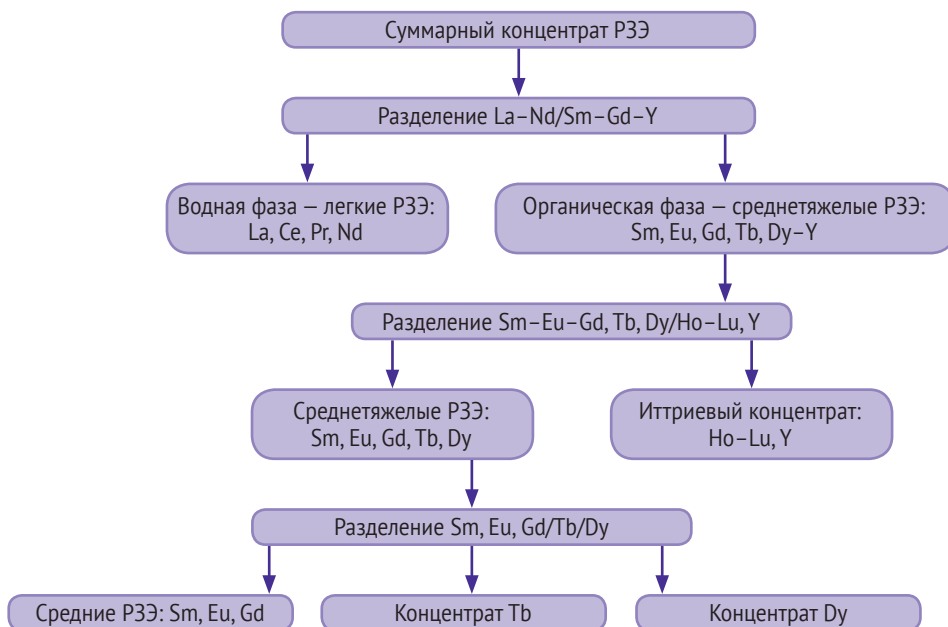 Суммарный концентрат РЗЭ
Разделение La–Nd/Sm–Gd–Y
Водная фаза — легкие РЗЭ:
La, Ce, Pr, Nd
Органическая фаза — среднетяжелые РЗЭ:
Sm, Eu, Gd, Tb, Dy–Y
Разделение Sm–Eu–Gd, Tb, Dy/Ho–Lu, Y
Среднетяжелые РЗЭ:
Sm, Eu, Gd, Tb, Dy
Иттриевый концентрат:
Ho–Lu, Y
Разделение Sm, Eu, Gd/Tb/Dy
Средние РЗЭ: Sm, Eu, Gd
Концентрат Tb
Концентрат Dy